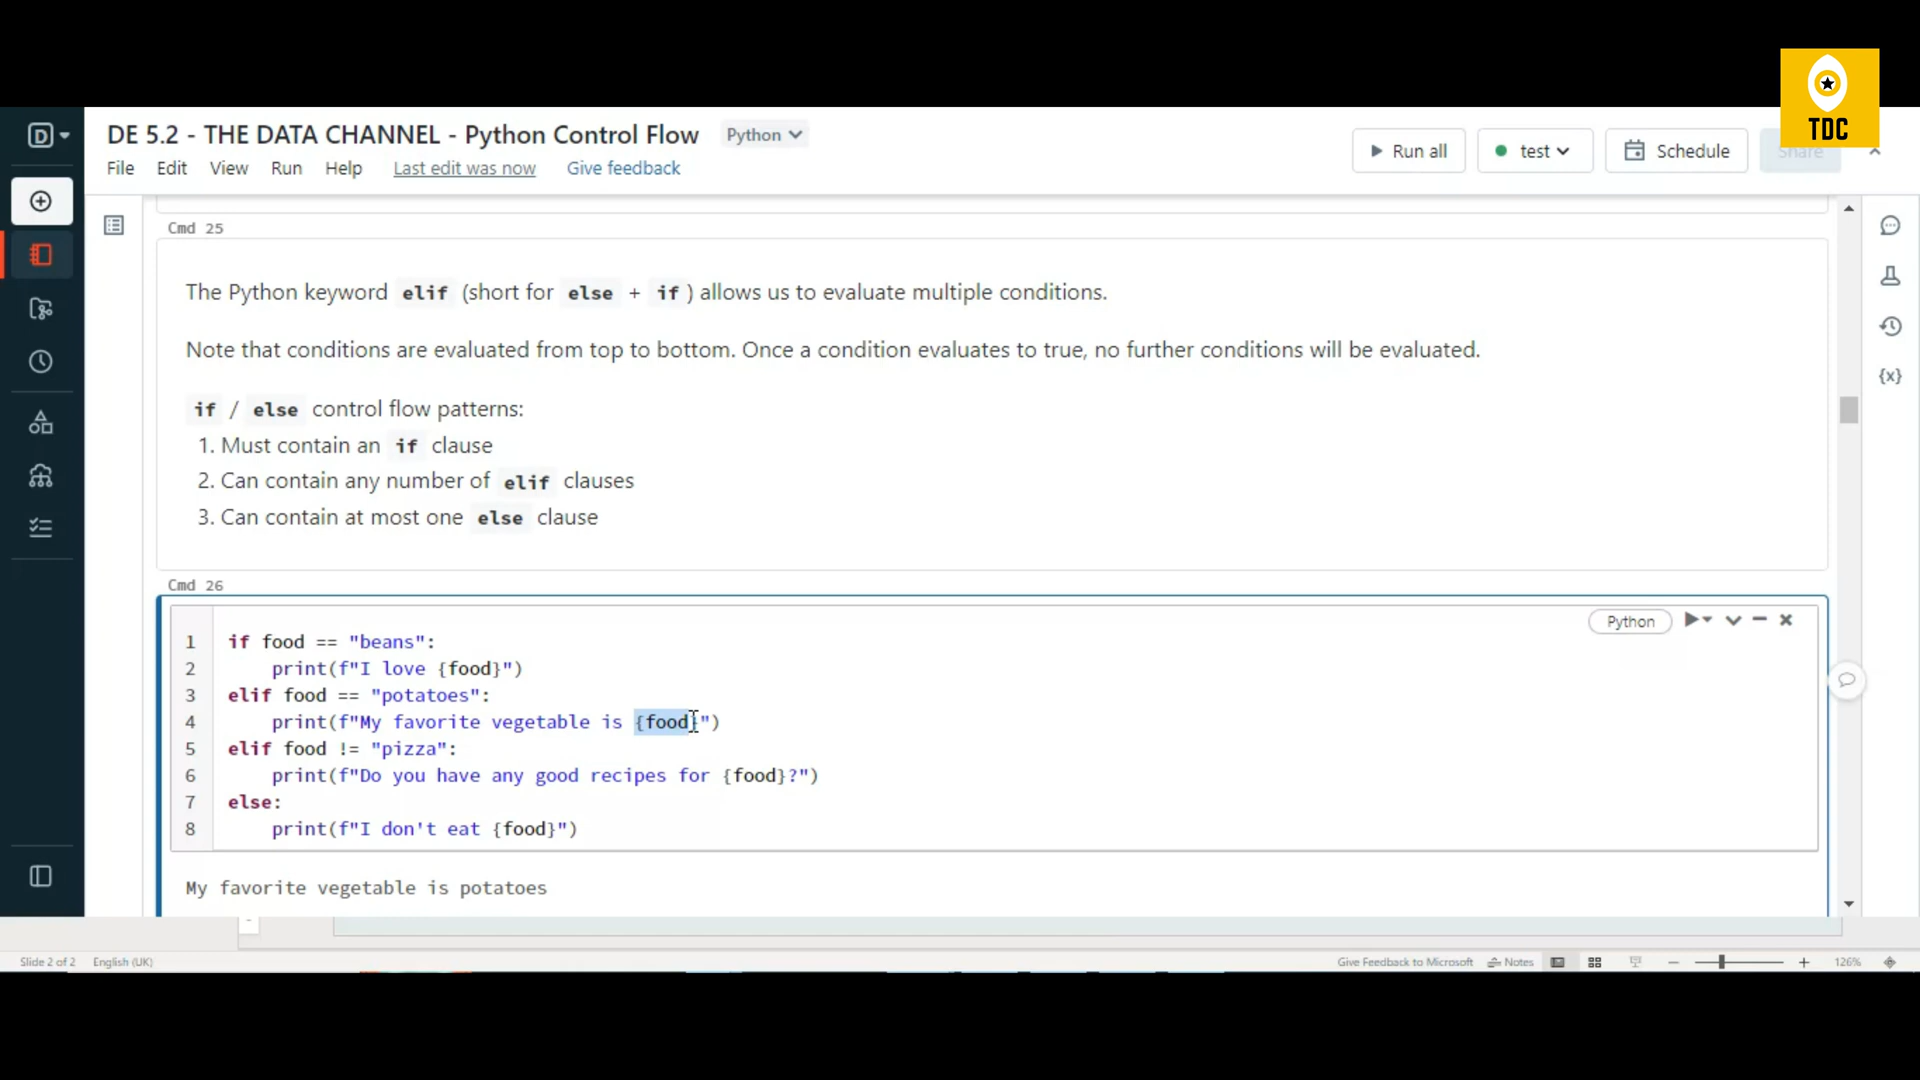 TDC
DE 5.2 - THE DATA CHANNEL - Python Control Flow
Python
File Edit View Run Help Last edit was now Give feedback
Run all
test
Schedule
Share
Cmd 25
The Python keyword elif (short for else + if) allows us to evaluate multiple conditions.
Note that conditions are evaluated from top to bottom. Once a condition evaluates to true, no further conditions will be evaluated.
if / else control flow patterns:
1. Must contain an if clause
2. Can contain any number of elif clauses
3. Can contain at most one else clause
Cmd 26
Python
1 if food == "beans":
2     print(f"I love {food}")
3 elif food == "potatoes":
4     print(f"My favorite vegetable is {food}")
5 elif food != "pizza":
6     print(f"Do you have any good recipes for {food}?")
7 else:
8     print(f"I don't eat {food}")
My favorite vegetable is potatoes
Slide 2 of 2 English (UK) Give Feedback to Microsoft Notes 126%